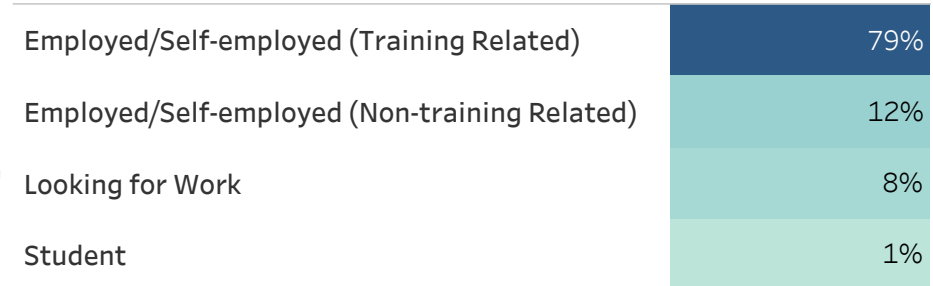 Employed/Self-employed (Training Related) 79%
Employed/Self-employed (Non-training Related) 12%
Looking for Work 8%
Student 1%